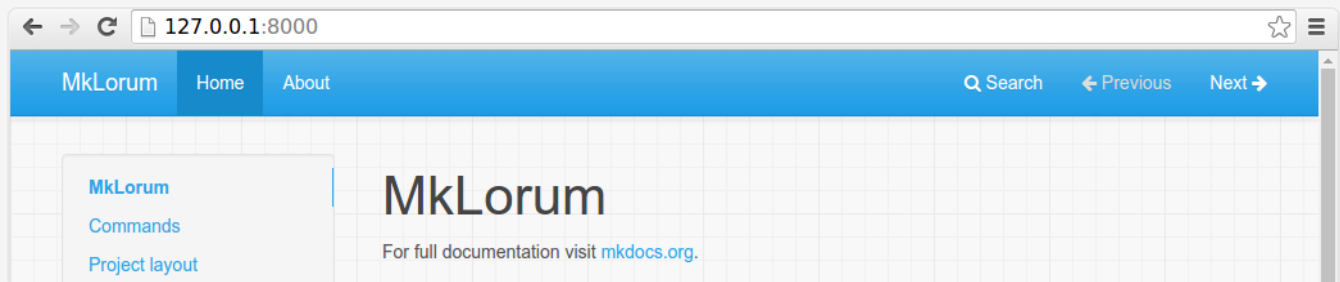 127.0.0.1:8000
MkLorum Home About Search Previous Next
MkLorum
Commands
Project layout
MkLorum
For full documentation visit mkdocs.org.